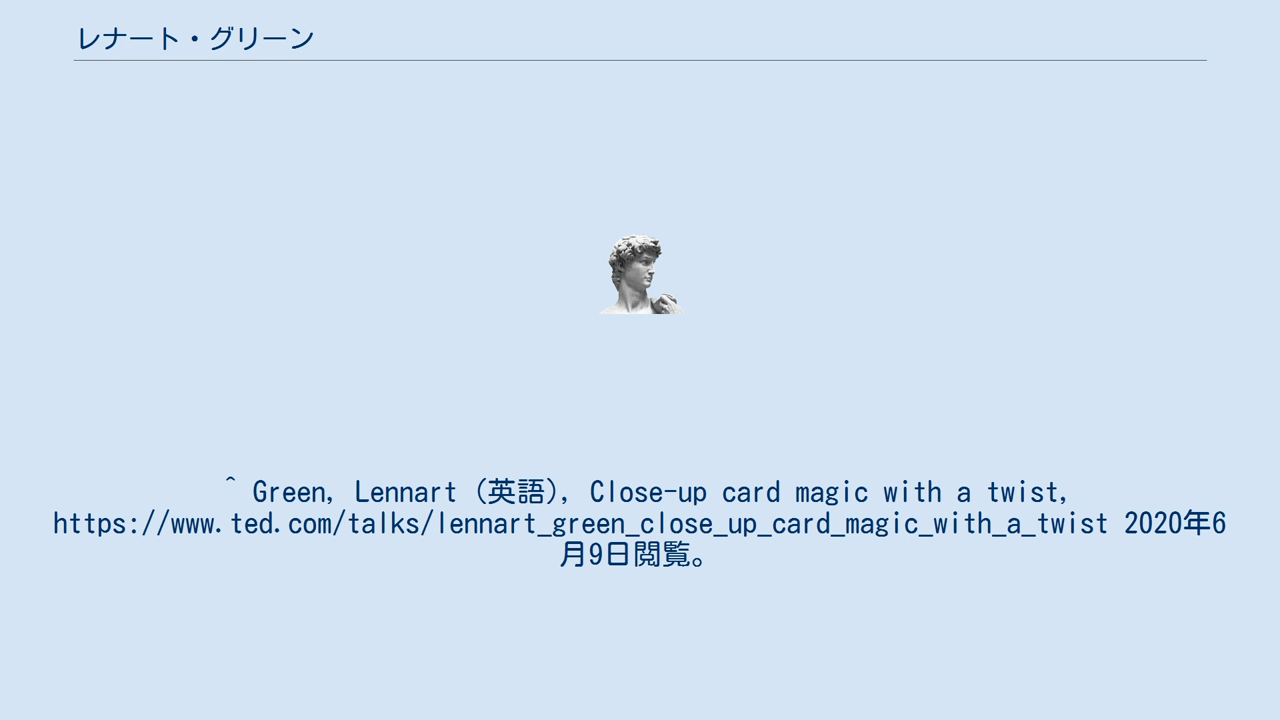 レナート・グリーン
^ Green, Lennart (英語), Close-up card magic with a twist,
https://www.ted.com/talks/lennart_green_close_up_card_magic_with_a_twist 2020年6
月9日閲覧。